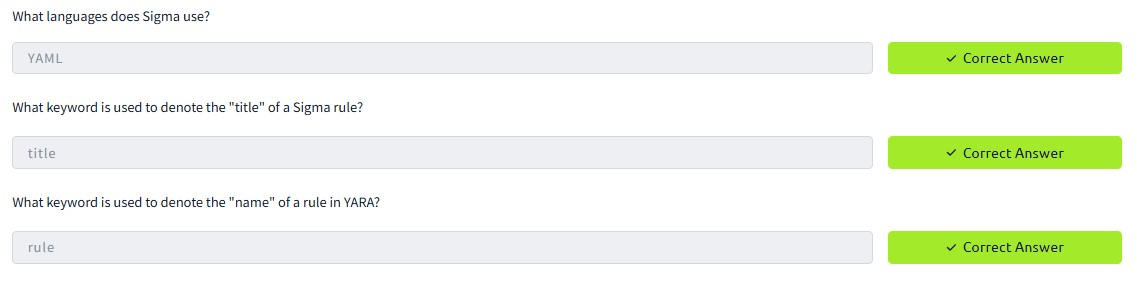 What languages does Sigma use?
YAML
✓ Correct Answer
What keyword is used to denote the "title" of a Sigma rule?
title
✓ Correct Answer
What keyword is used to denote the "name" of a rule in YARA?
rule
✓ Correct Answer